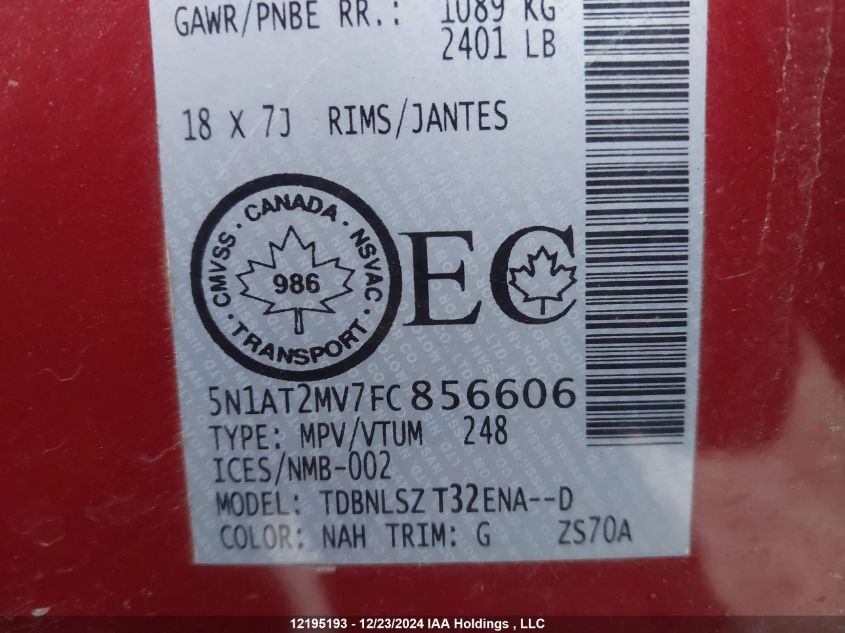 GAWR/PNBE RR.: 1089 KG
2401 LB
18 X 7J RIMS/JANTES
CMVSS · CANADA · NSVAC · TRANSPORT ·
986
EC
5N1AT2MV7FC856606
TYPE: MPV/VTUM 248
ICES/NMB-002
MODEL: TDBNLSZ T32ENA--D
COLOR: NAH TRIM: G ZS70A
12195193 - 12/23/2024 IAA Holdings , LLC